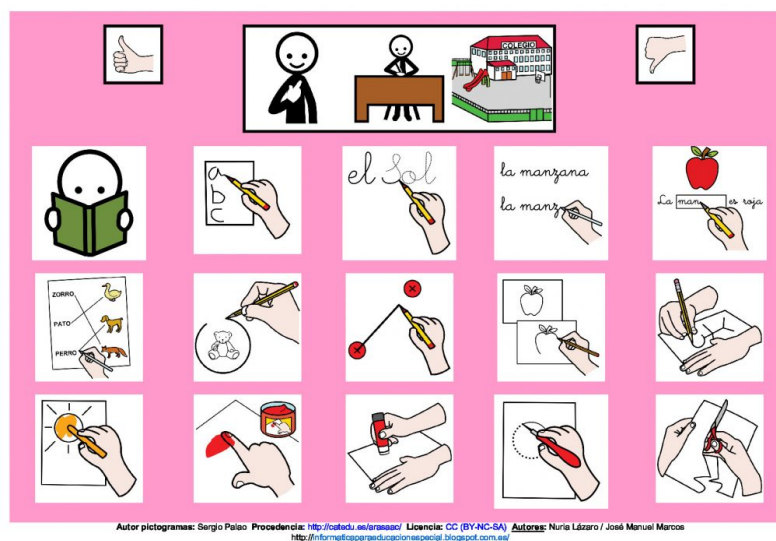 COLEGIO
a
b
c
el Sol
la manzana
la manz
La man es roja
ZORRO
PATO
PERRO
Autor pictogramas: Sergio Palao Procedencia: http://catedu.es/arasaac/ Licencia: CC (BY-NC-SA) Autores: Nuria Lázaro / José Manuel Marcos
http://informaticaparaeducacionespecial.blogspot.com.es/